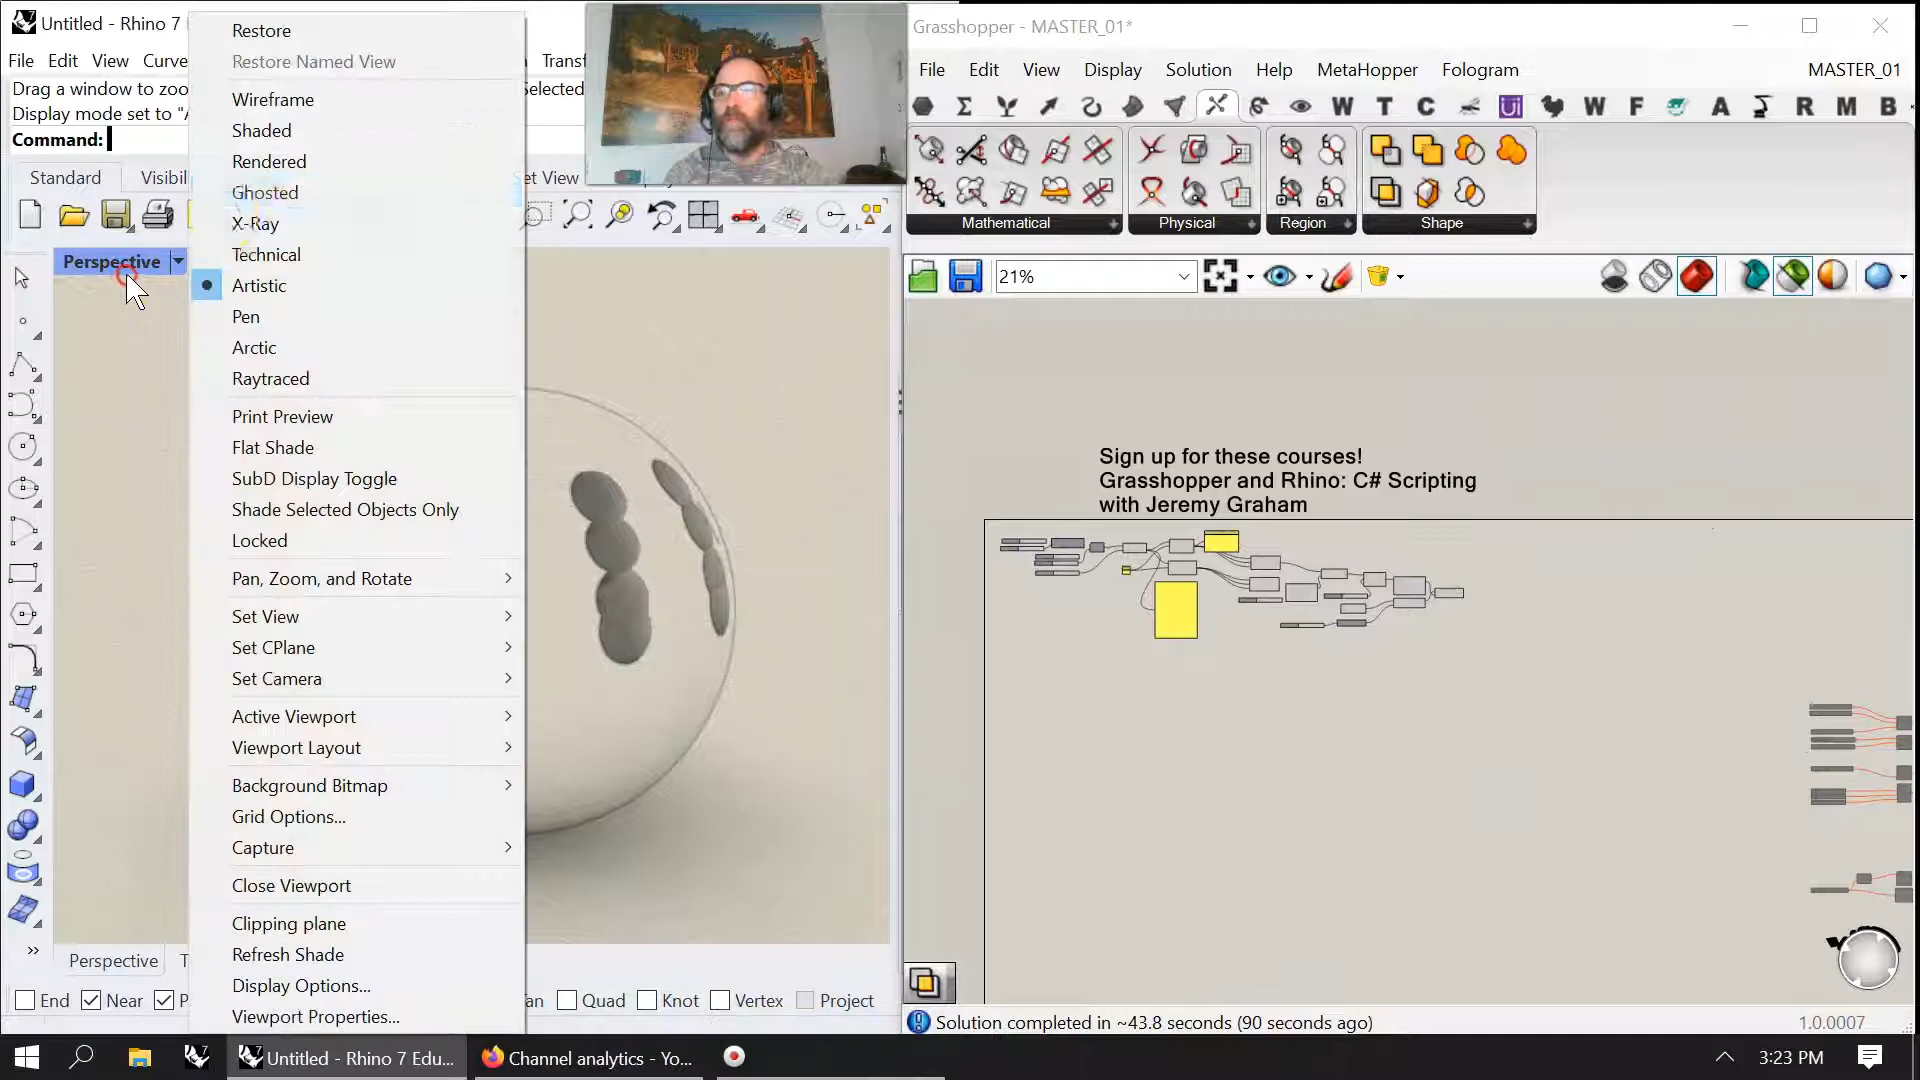 Untitled - Rhino 7
File Edit View Curve
Transf
Drag a window to zoo
Selected
Display mode set to "A
Command:
Standard
Visibil
Set View
Perspective
Restore
Restore Named View
Wireframe
Shaded
Rendered
Ghosted
X-Ray
Technical
Artistic
Pen
Arctic
Raytraced
Print Preview
Flat Shade
SubD Display Toggle
Shade Selected Objects Only
Locked
Pan, Zoom, and Rotate
Set View
Set CPlane
Set Camera
Active Viewport
Viewport Layout
Background Bitmap
Grid Options...
Capture
Close Viewport
Clipping plane
Refresh Shade
Display Options...
Viewport Properties...
Perspective T
End Near P
an Quad Knot Vertex Project
Grasshopper - MASTER_01*
File Edit View Display Solution Help MetaHopper Fologram MASTER_01
W T C W F A R M B
Mathematical Physical Region Shape
21%
Sign up for these courses!
Grasshopper and Rhino: C# Scripting
with Jeremy Graham
Solution completed in ~43.8 seconds (90 seconds ago)
1.0.0007
Untitled - Rhino 7 Edu...
Channel analytics - Yo...
3:23 PM